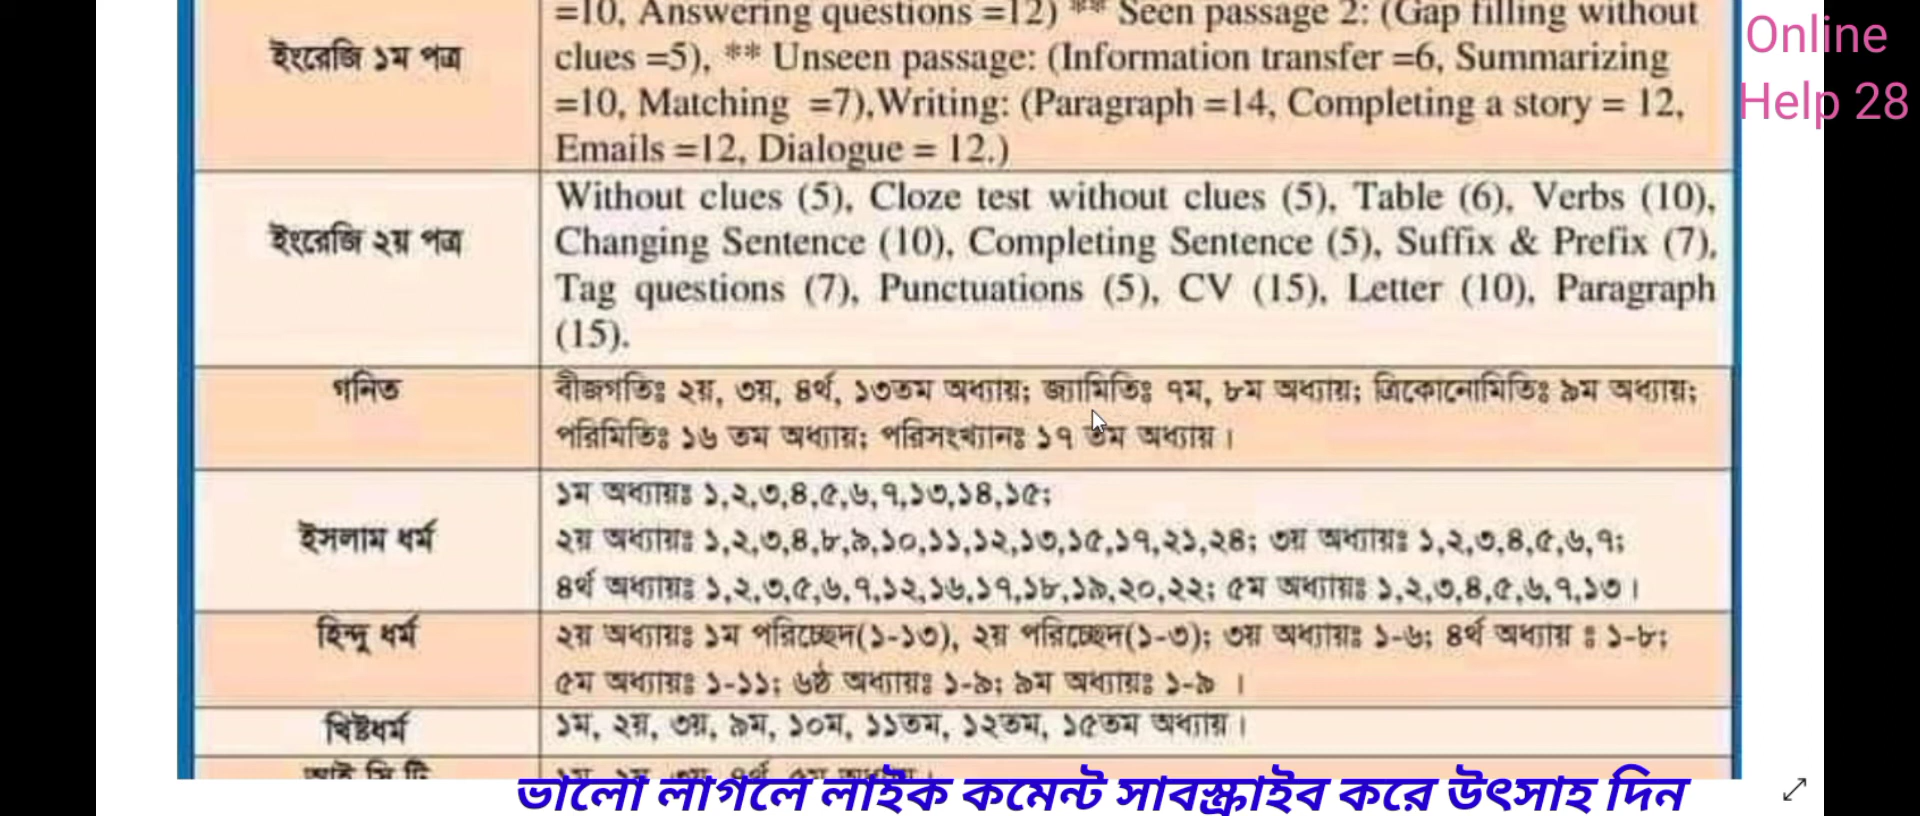 =10, Answering questions =12) ** Seen passage 2: (Gap filling without
Online
ইংরেজি ১ম পত্র
clues =5), ** Unseen passage: (Information transfer =6, Summarizing
=10, Matching =7),Writing: (Paragraph =14, Completing a story = 12,
Help 28
Emails =12, Dialogue = 12.)
Without clues (5), Cloze test without clues (5), Table (6), Verbs (10),
ইংরেজি ২য় পত্র
Changing Sentence (10), Completing Sentence (5), Suffix & Prefix (7),
Tag questions (7), Punctuations (5), CV (15), Letter (10), Paragraph
(15).
গনিত
বীজগতিঃ ২য়, ৩য়, ৪র্থ, ১৩তম অধ্যায়; জ্যামিতিঃ ৭ম, ৮ম অধ্যায়; ত্রিকোনোমিতিঃ ৯ম অধ্যায়;
পরিমিতিঃ ১৬ তম অধ্যায়; পরিসংখ্যানঃ ১৭ তম অধ্যায়।
১ম অধ্যায়ঃ ১,২,৩,৪,৫,৬,৭,১৩,১৪,১৫;
ইসলাম ধর্ম
২য় অধ্যায়ঃ ১,২,৩,৪,৮,৯,১০,১১,১২,১৩,১৫,১৭,২১,২৪; ৩য় অধ্যায়ঃ ১,২,৩,৪,৫,৬,৭;
৪র্থ অধ্যায়ঃ ১,২,৩,৫,৬,৭,১২,১৬,১৭,১৮,১৯,২০,২২; ৫ম অধ্যায়ঃ ১,২,৩,৪,৫,৬,৭,১৩।
হিন্দু ধর্ম
২য় অধ্যায়ঃ ১ম পরিচ্ছেদ(১-১৩), ২য় পরিচ্ছেদ(১-৩); ৩য় অধ্যায়ঃ ১-৬; ৪র্থ অধ্যায় ঃ ১-৮;
৫ম অধ্যায়ঃ ১-১১; ৬ষ্ঠ অধ্যায়ঃ ১-৯; ৯ম অধ্যায়ঃ ১-৯ ।
খিষ্টধর্ম
১ম, ২য়, ৩য়, ৯ম, ১০ম, ১১তম, ১২তম, ১৫তম অধ্যায়।
আই সি টি
ভালো লাগলে লাইক কমেন্ট সাবস্ক্রাইব করে উৎসাহ দিন